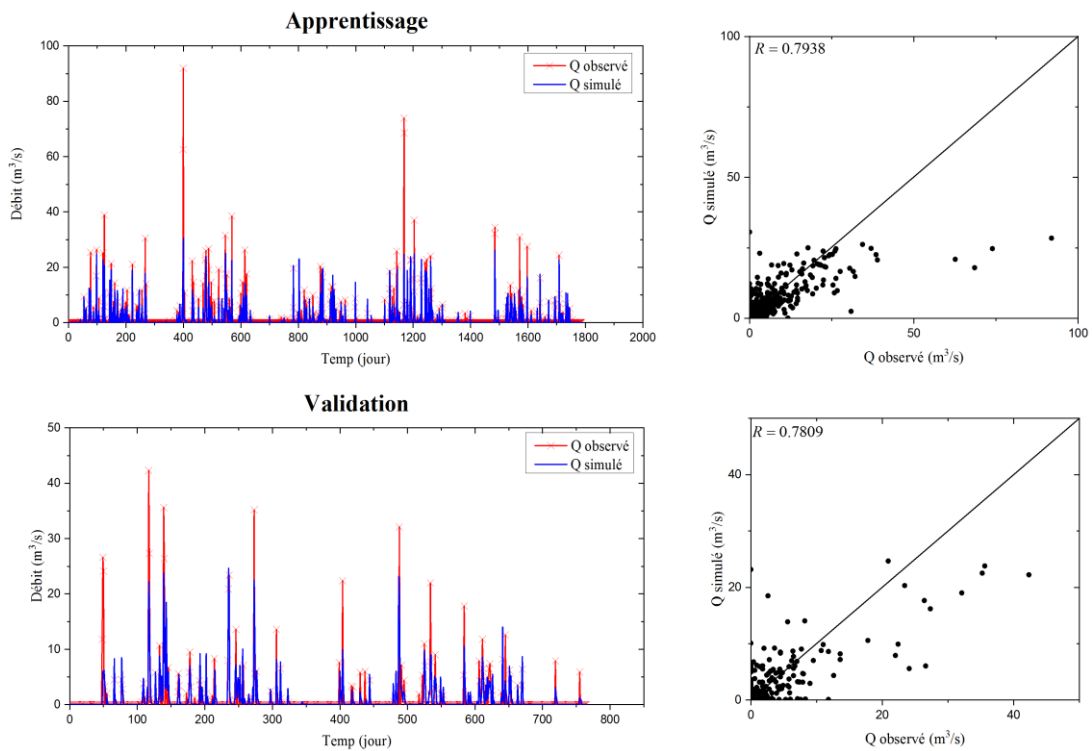 Apprentissage
100
80
60
40
20
0
Débit (m³/s)
Q observé
Q simulé
0 200 400 600 800 1000 1200 1400 1600 1800 2000
Temp (jour)
R = 0.7938
100
50
0
Q simulé (m³/s)
0 50 100
Q observé (m³/s)
Validation
50
40
30
20
10
0
Débit (m³/s)
Q observé
Q simulé
0 100 200 300 400 500 600 700 800
Temp (jour)
R = 0.7809
40
20
0
Q simulé (m³/s)
0 20 40
Q observé (m³/s)